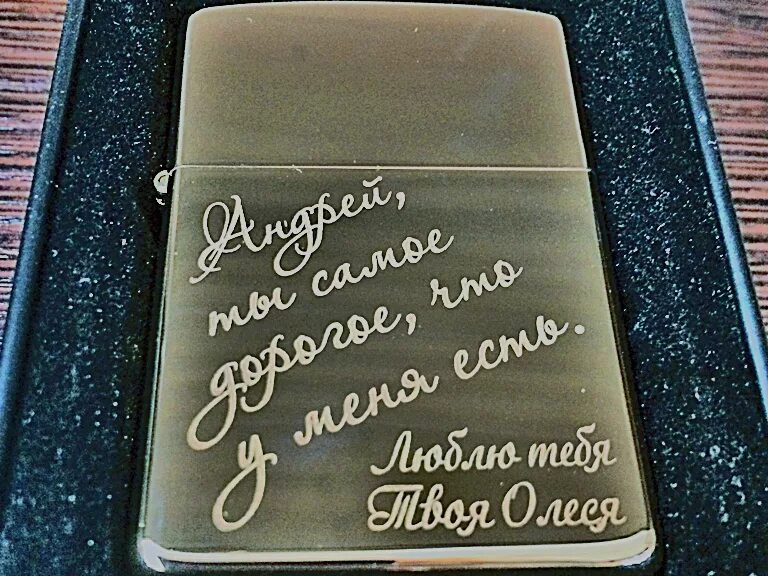 Андрей,
ты самое
дорогое, что
у меня есть.
Люблю тебя
Твоя Олеся